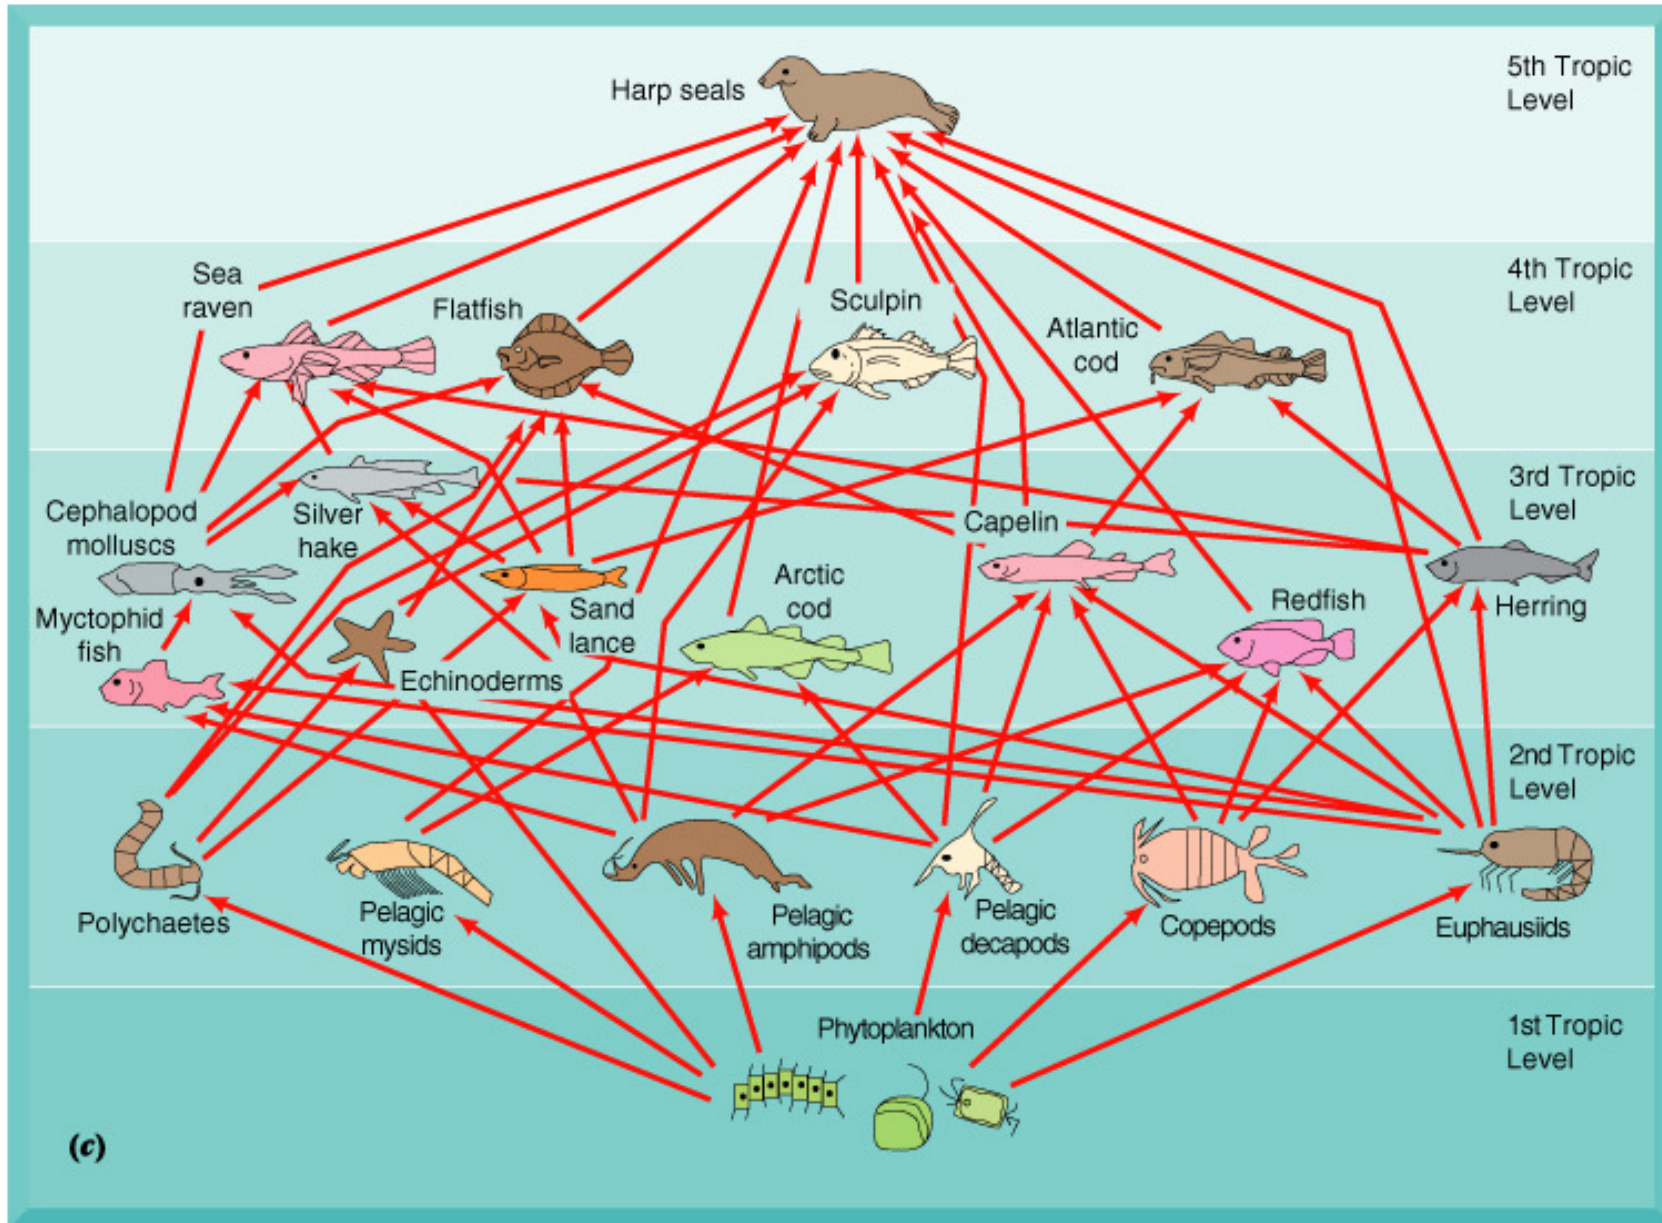 Harp seals
5th Tropic
Level
4th Tropic
Level
Sea
raven
Flatfish
Sculpin
Atlantic
cod
3rd Tropic
Level
Cephalopod
molluscs
Silver
hake
Capelin
Myctophid
fish
Sand
lance
Arctic
cod
Redfish
Herring
Echinoderms
2nd Tropic
Level
Polychaetes
Pelagic
mysids
Pelagic
amphipods
Pelagic
decapods
Copepods
Euphausiids
Phytoplankton
1st Tropic
Level
(c)